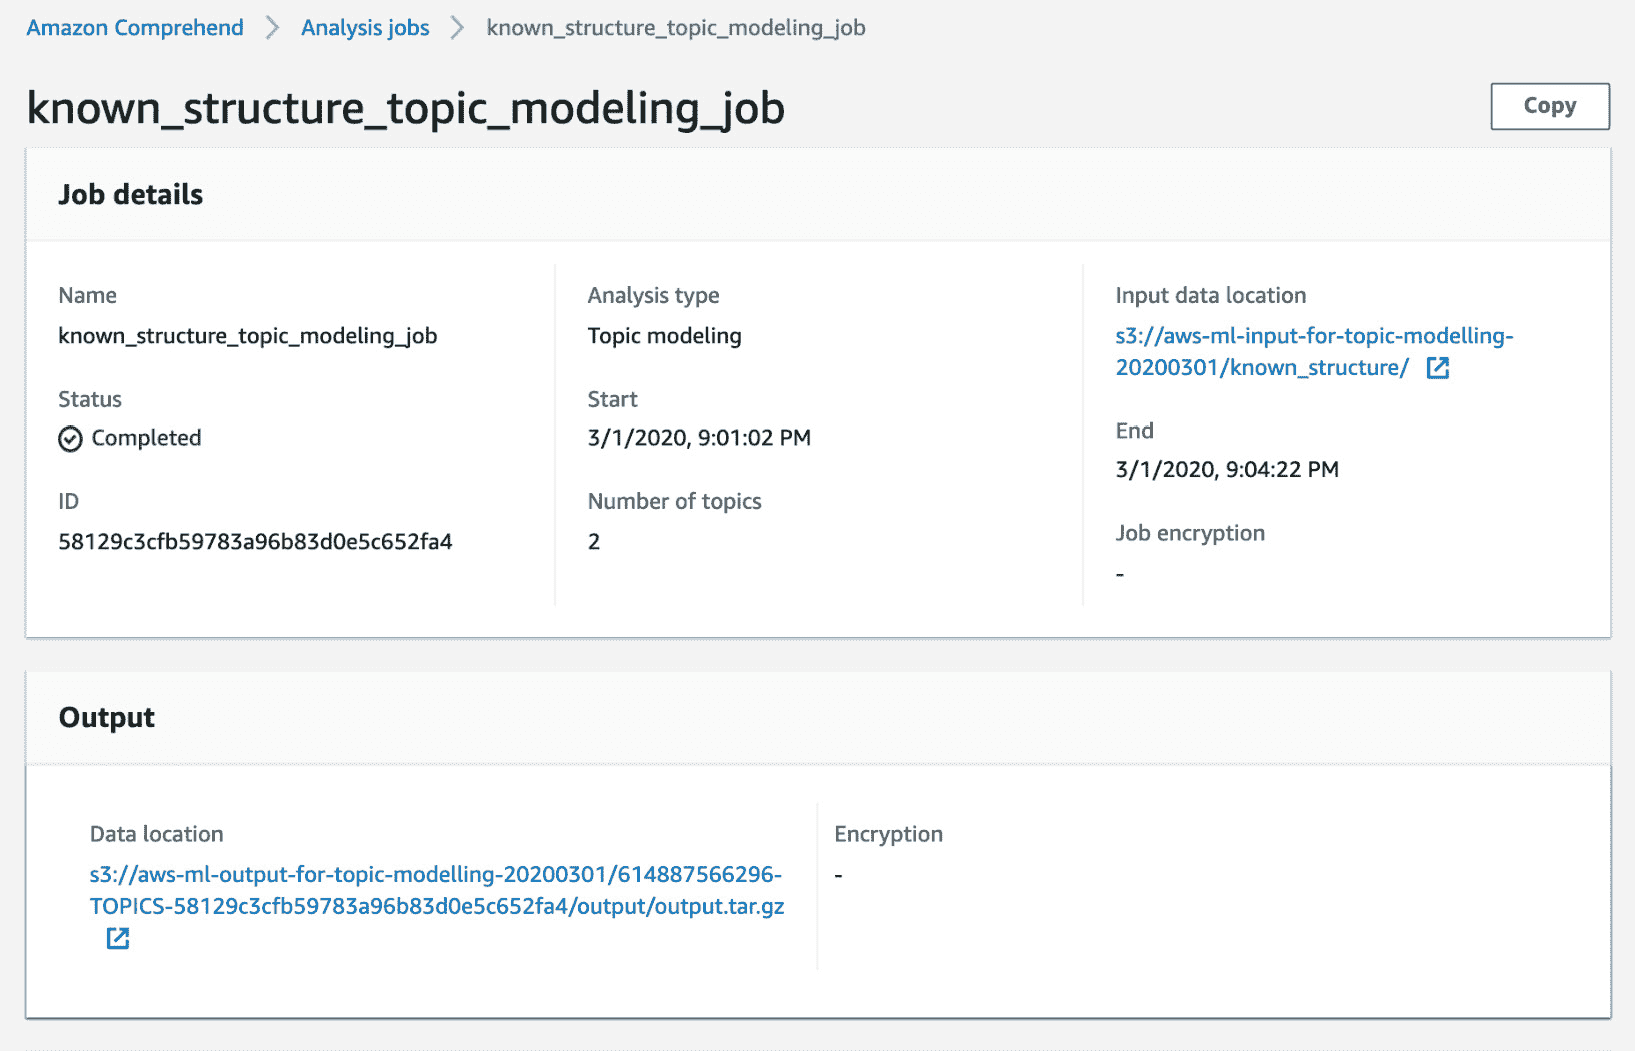 Amazon Comprehend > Analysis jobs > known_structure_topic_modeling_job
known_structure_topic_modeling_job
Copy
Job details
Name
known_structure_topic_modeling_job
Status
Completed
ID
58129c3cfb59783a96b83d0e5c652fa4
Analysis type
Topic modeling
Start
3/1/2020, 9:01:02 PM
Number of topics
2
Input data location
s3://aws-ml-input-for-topic-modelling-
20200301/known_structure/
End
3/1/2020, 9:04:22 PM
Job encryption
-
Output
Data location
s3://aws-ml-output-for-topic-modelling-20200301/614887566296-
TOPICS-58129c3cfb59783a96b83d0e5c652fa4/output/output.tar.gz
Encryption
-